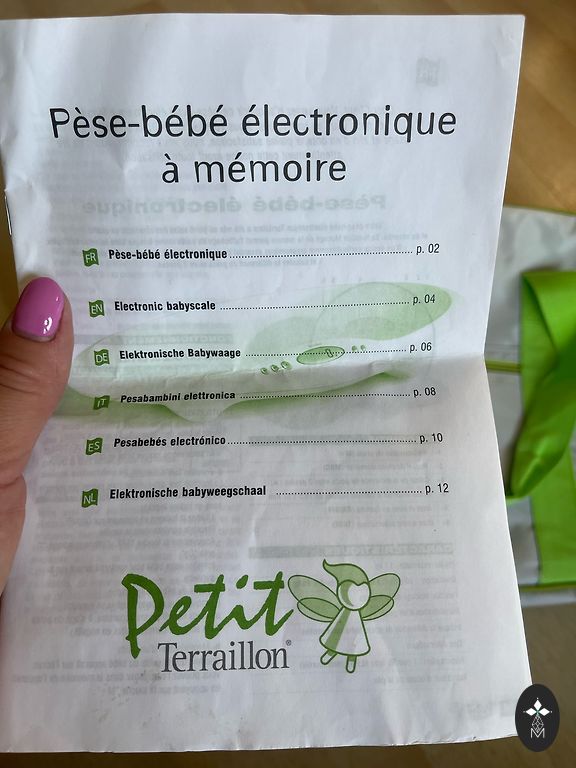 Pèse-bébé électronique
à mémoire
FR Pèse-bébé électronique ........ p. 02
EN Electronic babyscale ........ p. 04
DE Elektronische Babywaage ........ p. 06
IT Pesabambini elettronica ........ p. 08
ES Pesabebés electrónico ........ p. 10
NL Elektronische babyweegschaal ........ p. 12
Petit
Terraillon®
M